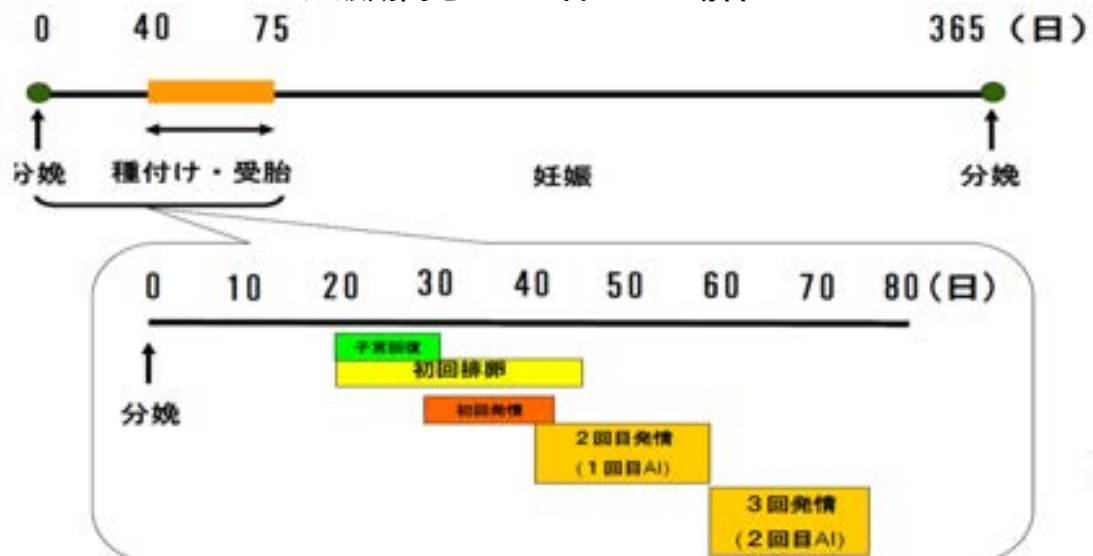 0 40 75 365 (日)
分娩 種付け・受胎 妊娠 分娩
0 10 20 30 40 50 60 70 80(日)
子宮回復
初回排卵
分娩
初回発情
2回目発情
(1回目AI)
3回発情
(2回目AI)